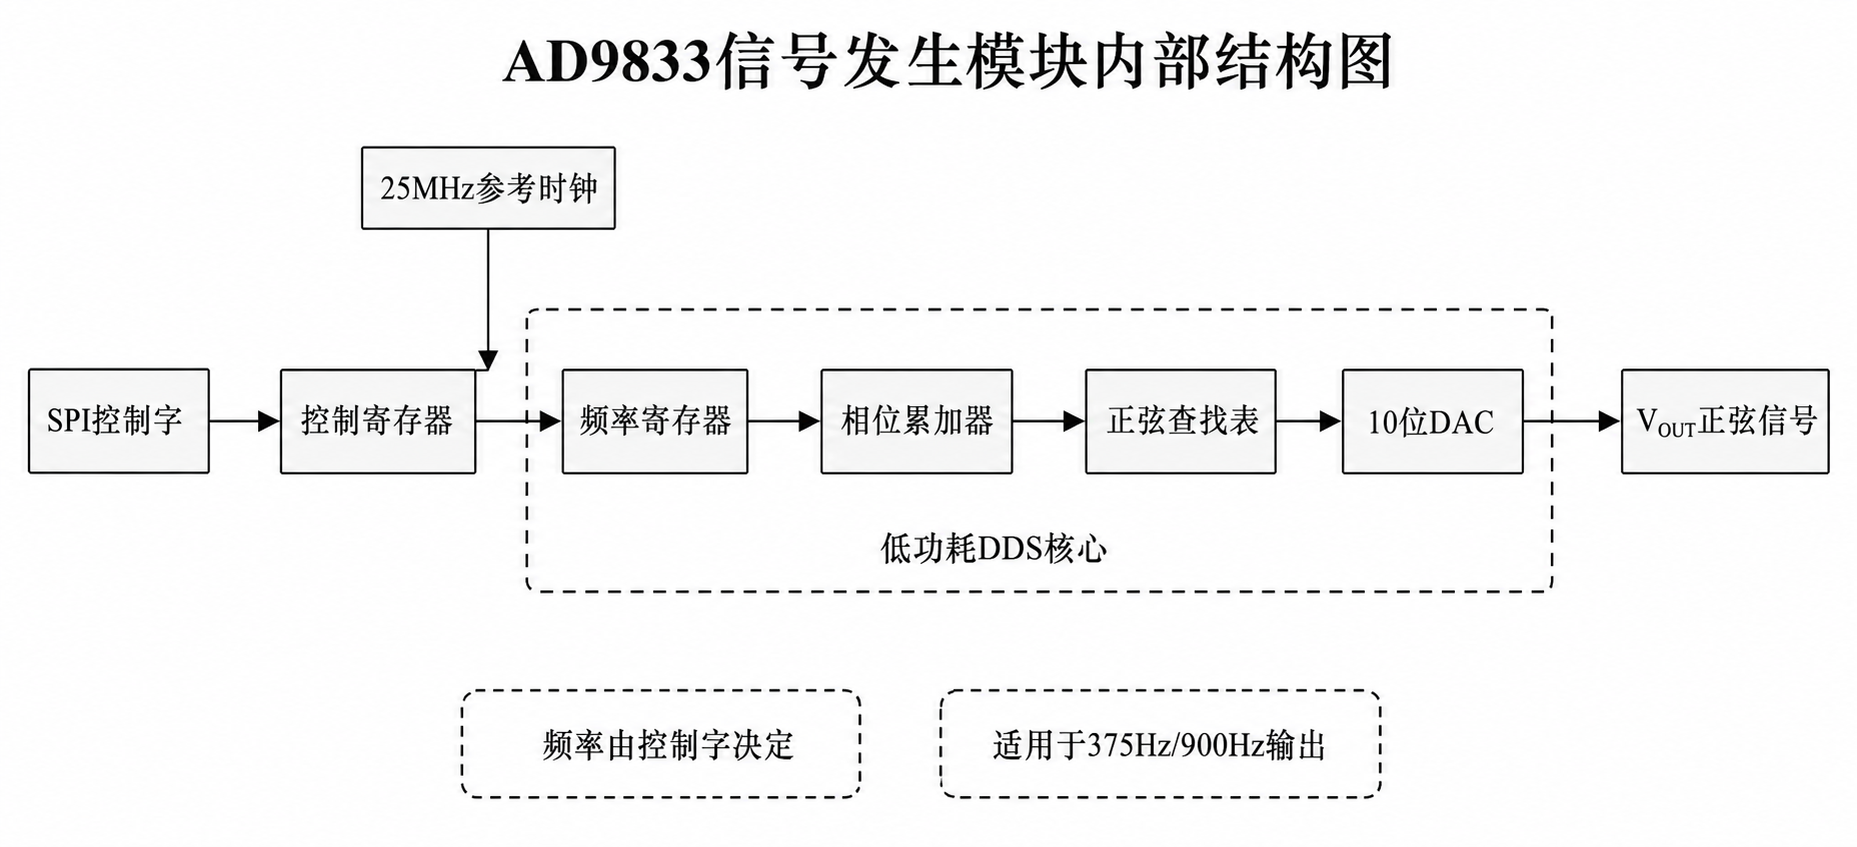 AD9833信号发生模块内部结构图
25MHz参考时钟
SPI控制字
控制寄存器
频率寄存器
相位累加器
正弦查找表
10位DAC
VOUT正弦信号
低功耗DDS核心
频率由控制字决定
适用于375Hz/900Hz输出